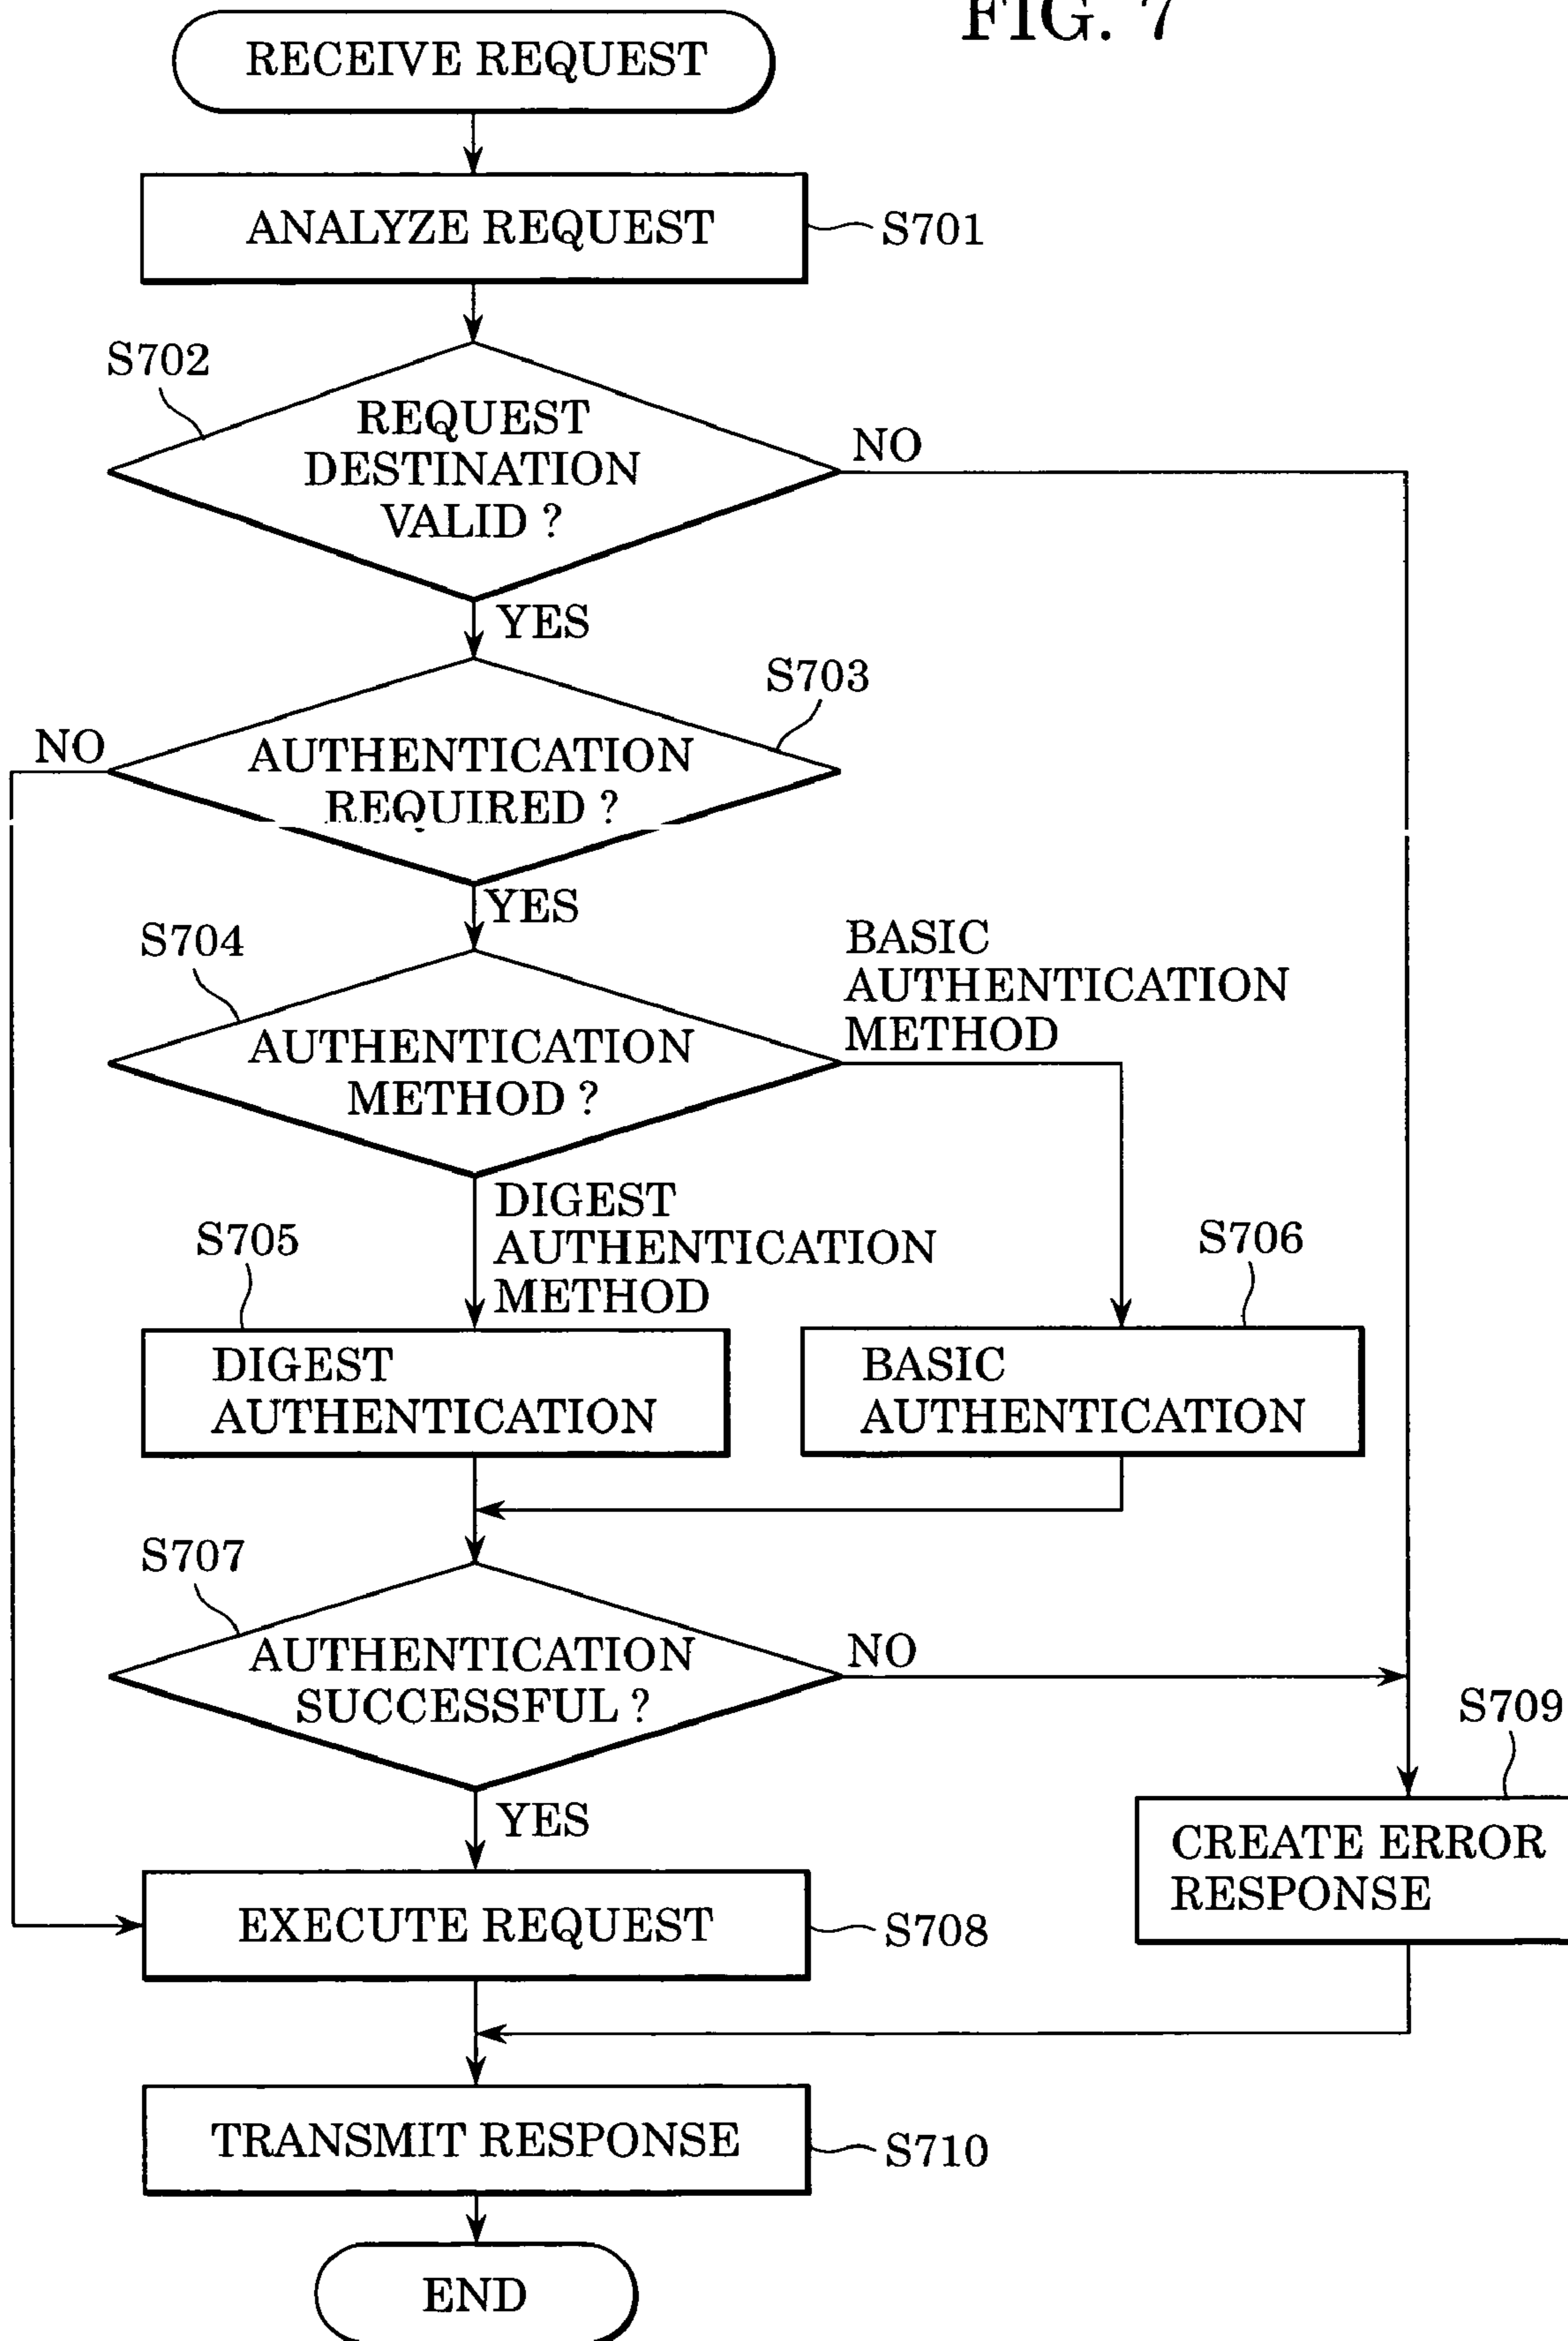 FIG. 7
RECEIVE REQUEST
ANALYZE REQUEST
S701
S702
REQUEST
DESTINATION
VALID ?
NO
YES
S703
NO
AUTHENTICATION
REQUIRED ?
YES
S704
BASIC
AUTHENTICATION
METHOD
AUTHENTICATION
METHOD ?
DIGEST
AUTHENTICATION
METHOD
S705
S706
DIGEST
AUTHENTICATION
BASIC
AUTHENTICATION
S707
AUTHENTICATION
SUCCESSFUL ?
NO
S709
YES
CREATE ERROR
RESPONSE
EXECUTE REQUEST
S708
TRANSMIT RESPONSE
S710
END